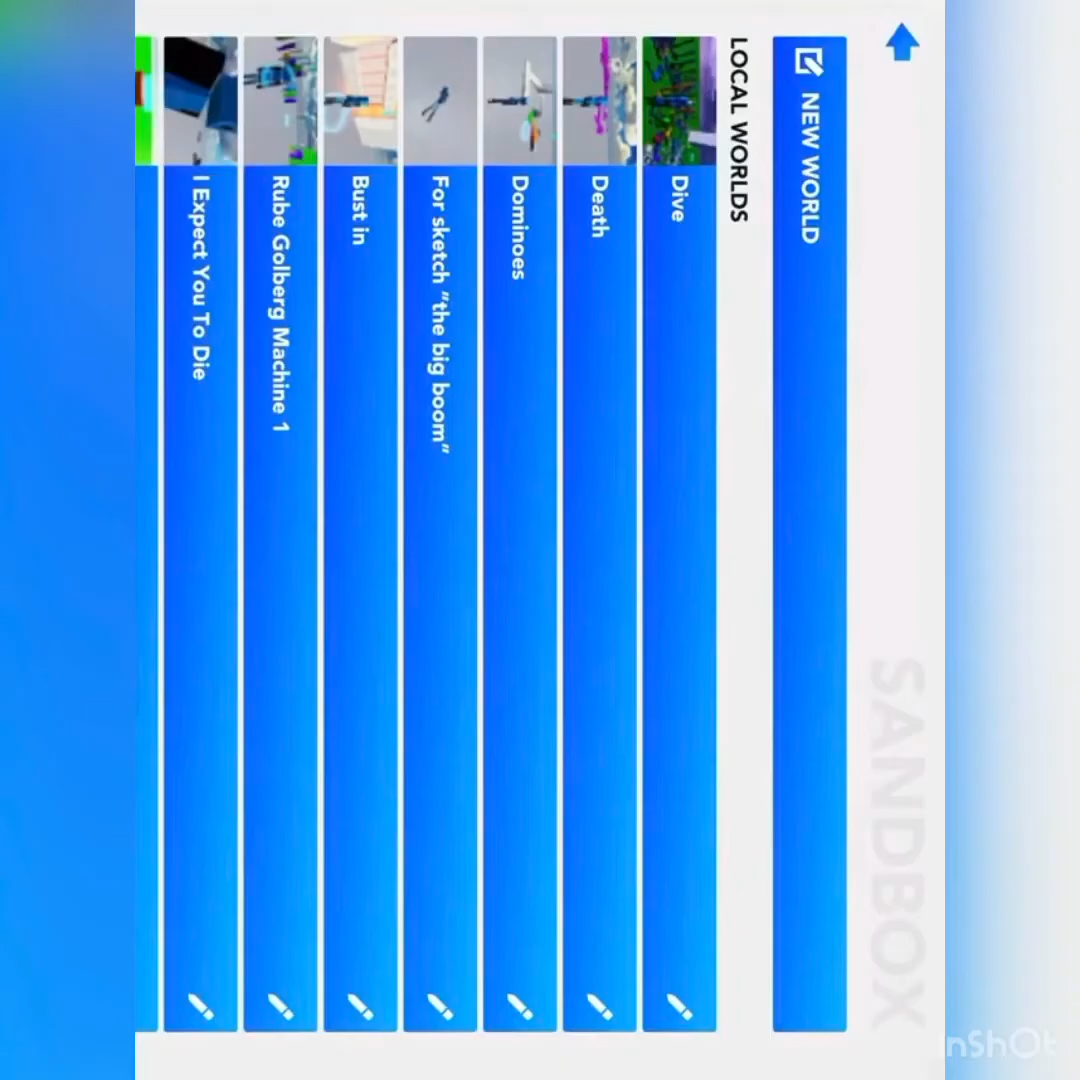 SANDBOX
NEW WORLD
LOCAL WORLDS
Dive
Death
Dominoes
For sketch "the big boom"
Bust in
Rube Golberg Machine 1
I Expect You To Die
InShOt